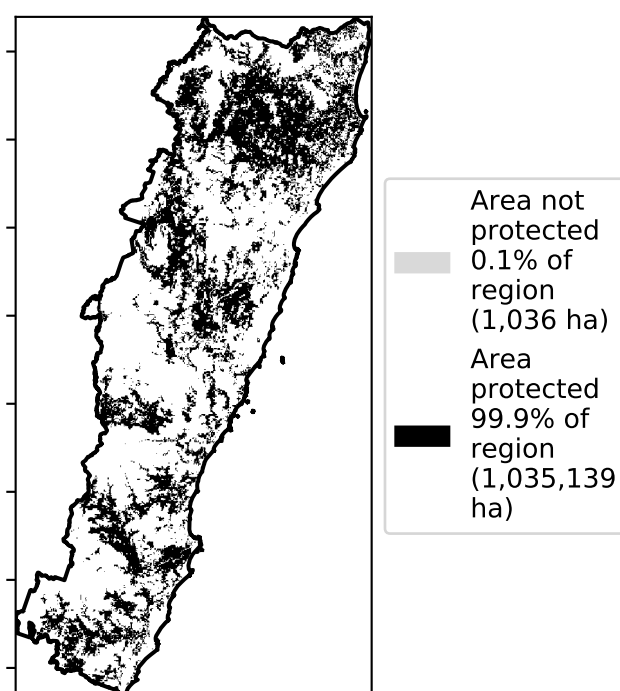 Area not
protected
0.1% of
region
(1,036 ha)
Area
protected
99.9% of
region
(1,035,139
ha)